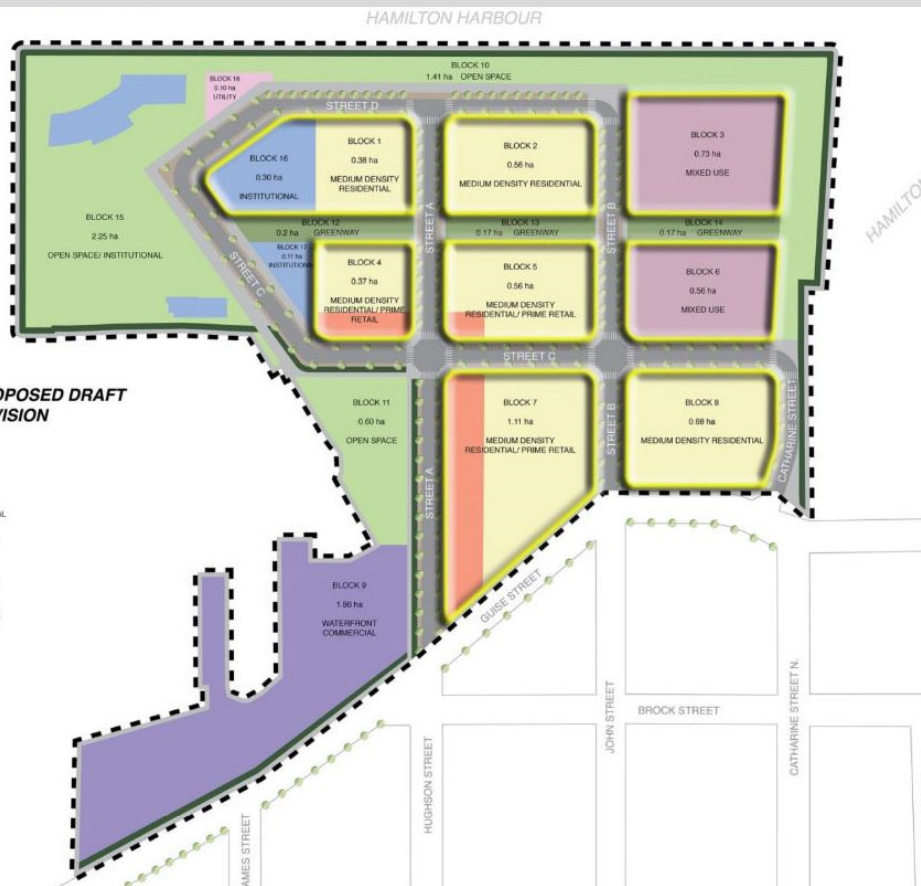 HAMILTON HARBOUR
BLOCK 10
1.41 ha OPEN SPACE
BLOCK 18
0.10 ha
UTILITY
STREET D
BLOCK 16
0.30 ha
INSTITUTIONAL
BLOCK 1
0.38 ha
MEDIUM DENSITY
RESIDENTIAL
BLOCK 2
0.56 ha
MEDIUM DENSITY RESIDENTIAL
BLOCK 3
0.73 ha
MIXED USE
HAMILTO
BLOCK 15
2.25 ha
OPEN SPACE/ INSTITUTIONAL
BLOCK 12
0.2 ha GREENWAY
STREET A
BLOCK 13
0.17 ha GREENWAY
STREET B
BLOCK 14
0.17 ha GREENWAY
BLOCK 17
0.11 ha
INSTITUTIONA
STREET C
BLOCK 4
0.37 ha
MEDIUM DENSITY
RESIDENTIAL/ PRIME
RETAIL
BLOCK 5
0.56 ha
MEDIUM DENSITY
RESIDENTIAL/ PRIME RETAIL
BLOCK 6
0.56 ha
MIXED USE
STREET C
OPOSED DRAFT
VISION
BLOCK 11
0.60 ha
OPEN SPACE
STREET A
BLOCK 7
1.11 ha
MEDIUM DENSITY
RESIDENTIAL/ PRIME RETAIL
STREET B
BLOCK 8
0.68 ha
MEDIUM DENSITY RESIDENTIAL
CATHARINE STREET
AL
BLOCK 9
1.86 ha
WATERFRONT
COMMERCIAL
GUISE STREET
BROCK STREET
JOHN STREET
CATHARINE STREET N.
HUGHSON STREET
AMES STREET